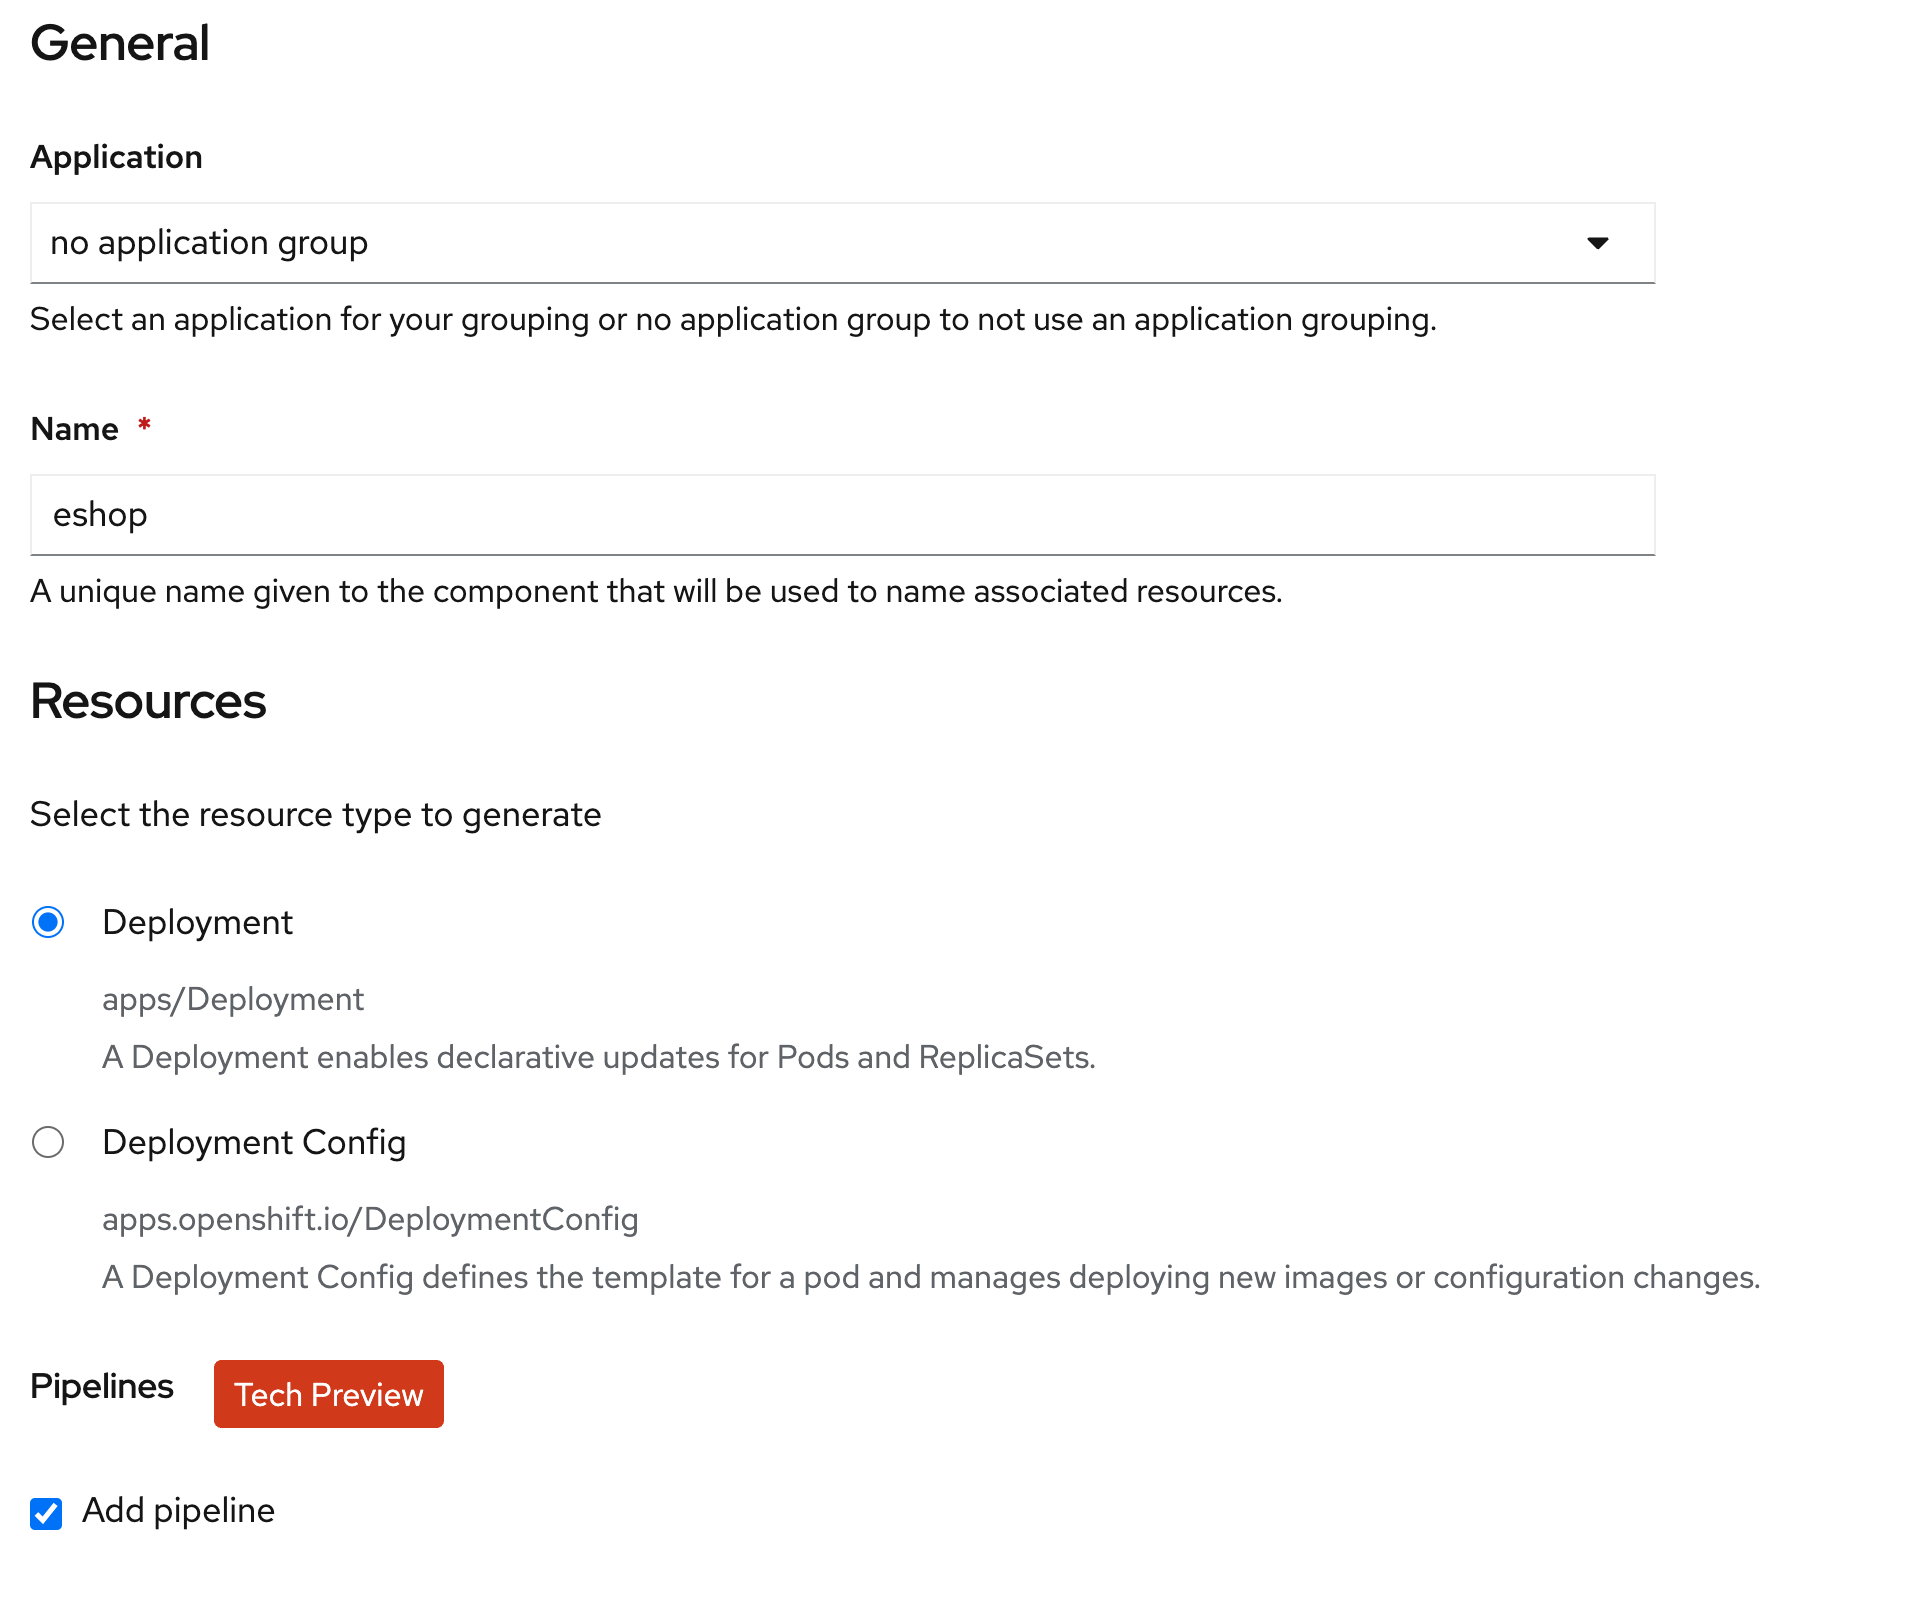 General
Application
no application group
Select an application for your grouping or no application group to not use an application grouping.
Name *
eshop
A unique name given to the component that will be used to name associated resources.
Resources
Select the resource type to generate
Deployment
apps/Deployment
A Deployment enables declarative updates for Pods and ReplicaSets.
Deployment Config
apps.openshift.io/DeploymentConfig
A Deployment Config defines the template for a pod and manages deploying new images or configuration changes.
Pipelines Tech Preview
Add pipeline